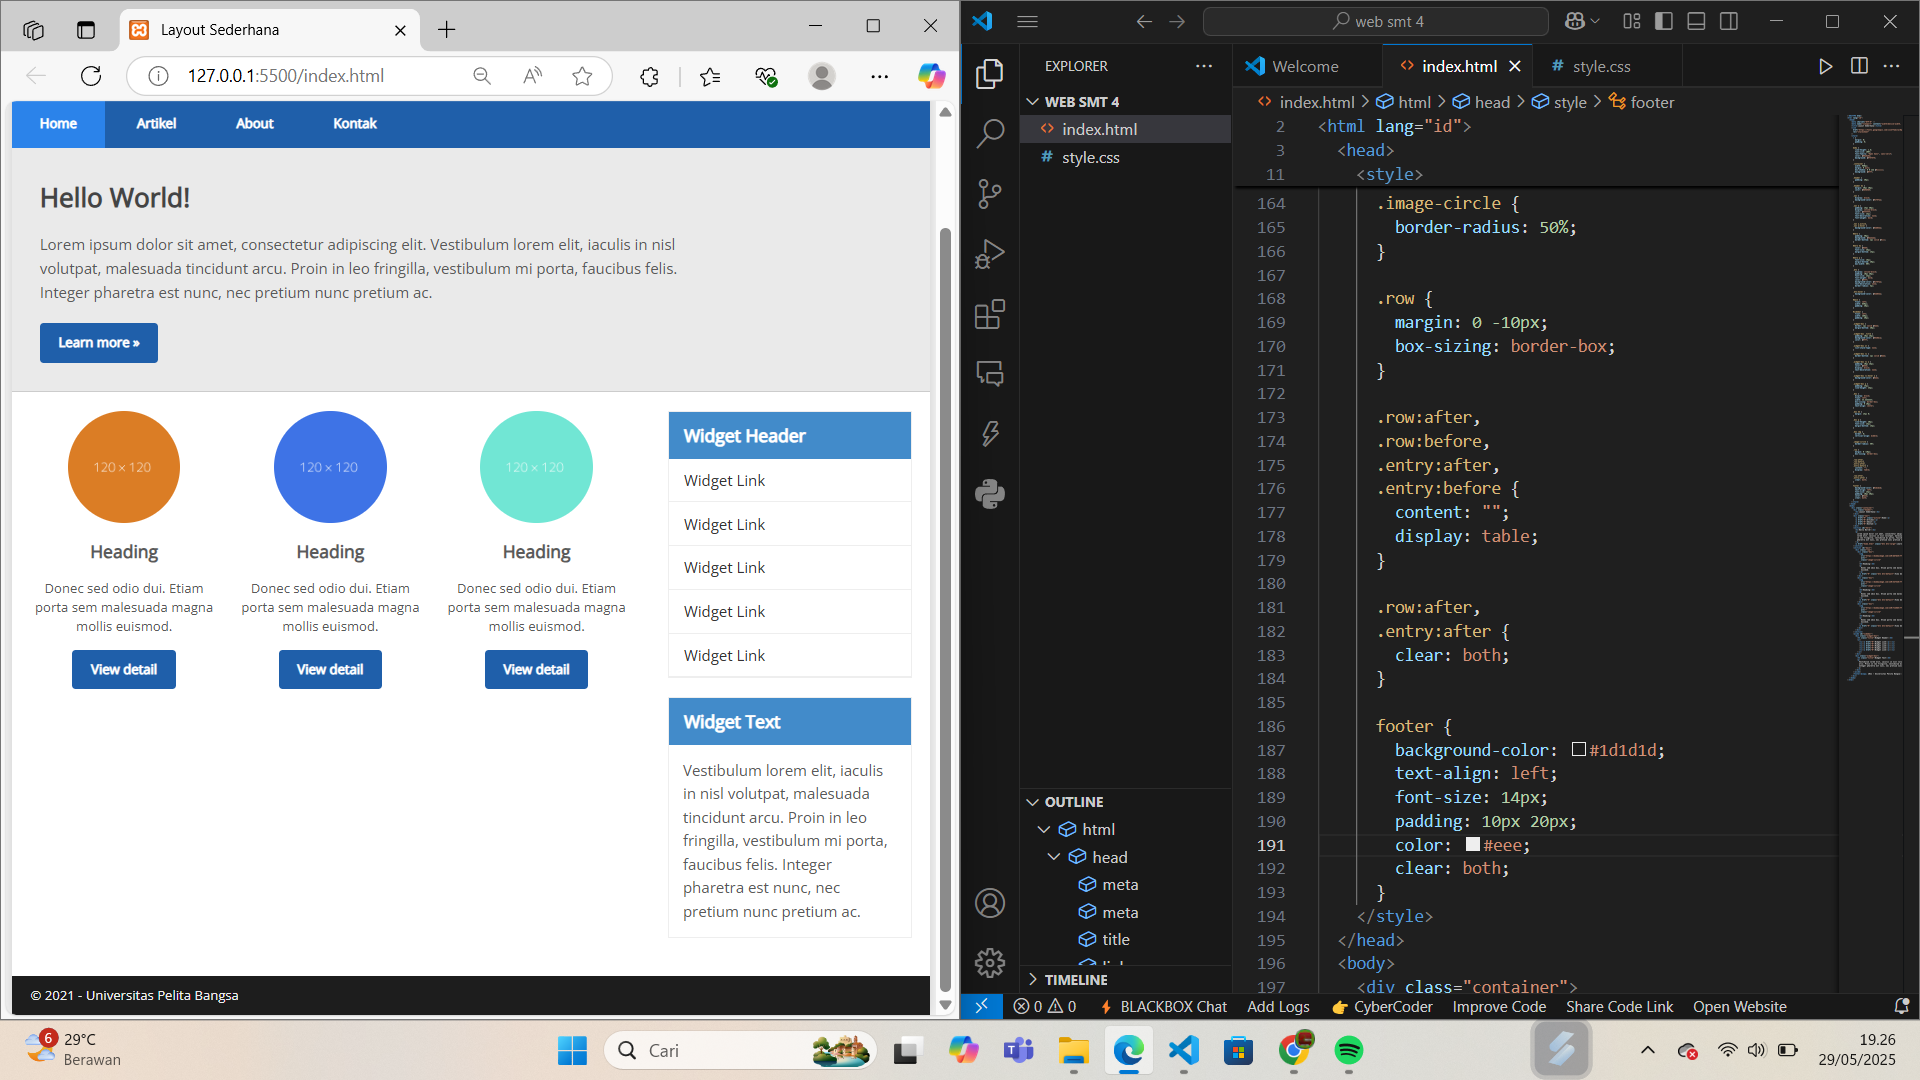 Layout Sederhana
127.0.0.1:5500/index.html
Home Artikel About Kontak
Hello World!
Lorem ipsum dolor sit amet, consectetur adipiscing elit. Vestibulum lorem elit, iaculis in nisl
volutpat, malesuada tincidunt arcu. Proin in leo fringilla, vestibulum mi porta, faucibus felis.
Integer pharetra est nunc, nec pretium nunc pretium ac.
Learn more »
120 × 120
120 × 120
120 × 120
Heading
Heading
Heading
Donec sed odio dui. Etiam
porta sem malesuada magna
mollis euismod.
Donec sed odio dui. Etiam
porta sem malesuada magna
mollis euismod.
Donec sed odio dui. Etiam
porta sem malesuada magna
mollis euismod.
View detail
View detail
View detail
Widget Header
Widget Link
Widget Link
Widget Link
Widget Link
Widget Link
Widget Text
Vestibulum lorem elit, iaculis
in nisl volutpat, malesuada
tincidunt arcu. Proin in leo
fringilla, vestibulum mi porta,
faucibus felis. Integer
pharetra est nunc, nec
pretium nunc pretium ac.
© 2021 - Universitas Pelita Bangsa
web smt 4
EXPLORER
WEB SMT 4
index.html
style.css
OUTLINE
html
head
meta
meta
title
TIMELINE
Welcome
index.html
style.css
index.html > html > head > style > footer
2 <html lang="id">
3 <head>
11 <style>
164 .image-circle {
165 border-radius: 50%;
166 }
167
168 .row {
169 margin: 0 -10px;
170 box-sizing: border-box;
171 }
172
173 .row:after,
174 .row:before,
175 .entry:after,
176 .entry:before {
177 content: "";
178 display: table;
179 }
180
181 .row:after,
182 .entry:after {
183 clear: both;
184 }
185
186 footer {
187 background-color: #1d1d1d;
188 text-align: left;
189 font-size: 14px;
190 padding: 10px 20px;
191 color: #eee;
192 clear: both;
193 }
194 </style>
195 </head>
196 <body>
197 <div class="container">
0 0 BLACKBOX Chat Add Logs CyberCoder Improve Code Share Code Link Open Website
6
29°C
Berawan
Cari
19.26
29/05/2025